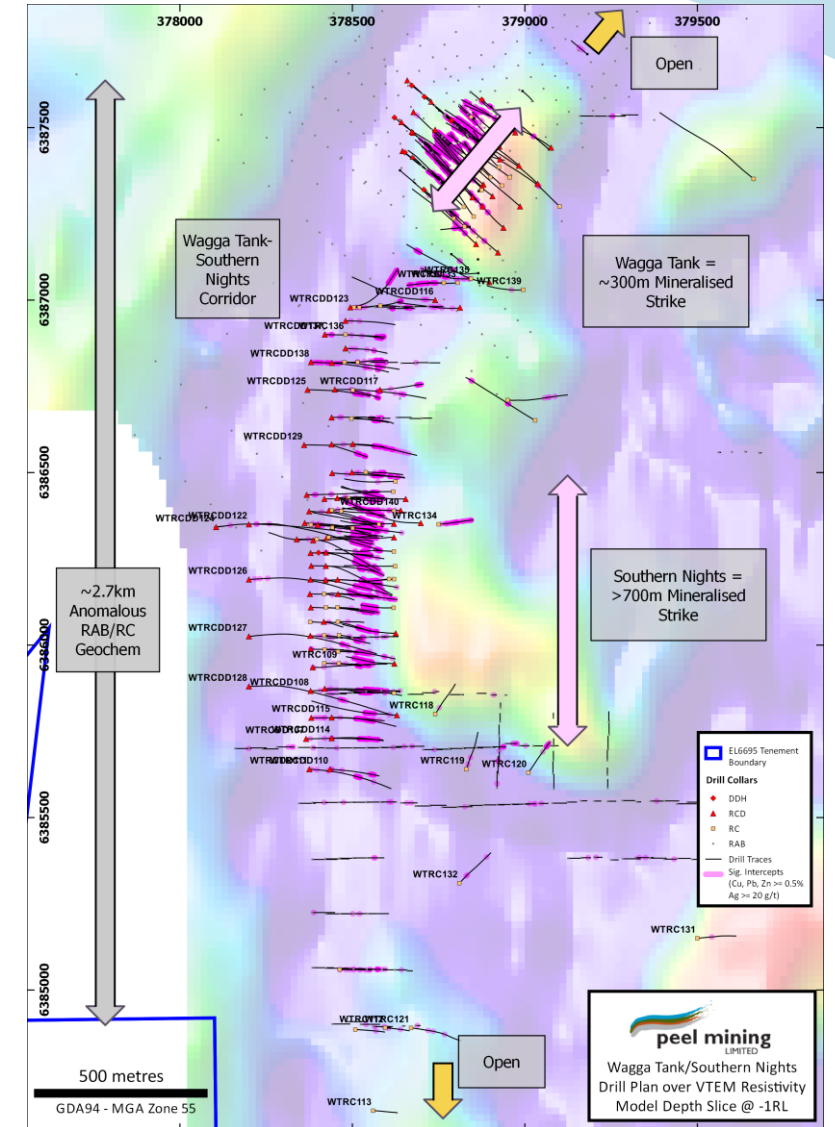 378000
378500
379000
379500
Open
6387500
Wagga Tank-
Southern
Nights
Corridor
Wagga Tank =
~300m Mineralised
Strike
WTRC139
6387000
WTRCDD116
WTRCDD123
WTRC136
WTRCDD138
WTRCDD125
WTRCDD117
WTRCDD129
6386500
WTRCDD140
WTRCDD122
WTRC134
~2.7km
Anomalous
RAB/RC
Geochem
WTRCDD126
Southern Nights =
>700m Mineralised
Strike
6386000
WTRCDD127
WTRC109
WTRCDD128
WTRCDD108
WTRCDD115
WTRC118
WTRCDD114
WTRC119
WTRC120
WTRCDD110
EL6695 Tenement
Boundary
Drill Collars
DDH
RCD
RC
RAB
Drill Traces
Sig. Intercepts
(Cu, Pb, Zn >= 0.5%
Ag >= 20 g/t)
6385500
WTRC132
WTRC131
6385000
WTRC121
Open
500 metres
GDA94 - MGA Zone 55
WTRC113
peel mining
LIMITED
Wagga Tank/Southern Nights
Drill Plan over VTEM Resistivity
Model Depth Slice @ -1RL